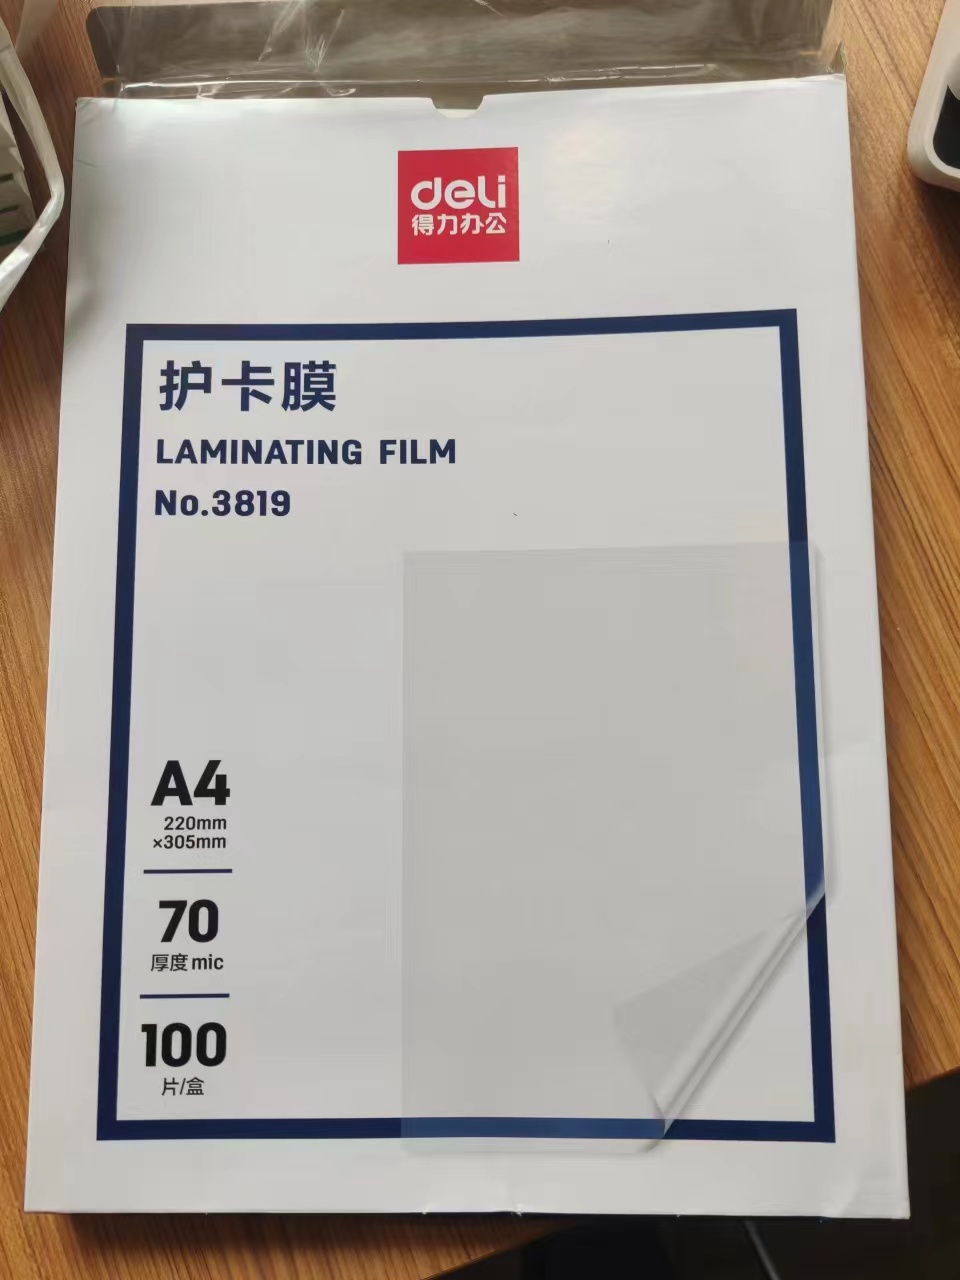 deli
得力办公
护卡膜
LAMINATING FILM
No.3819
A4
220mm
×305mm
70
厚度mic
100
片/盒